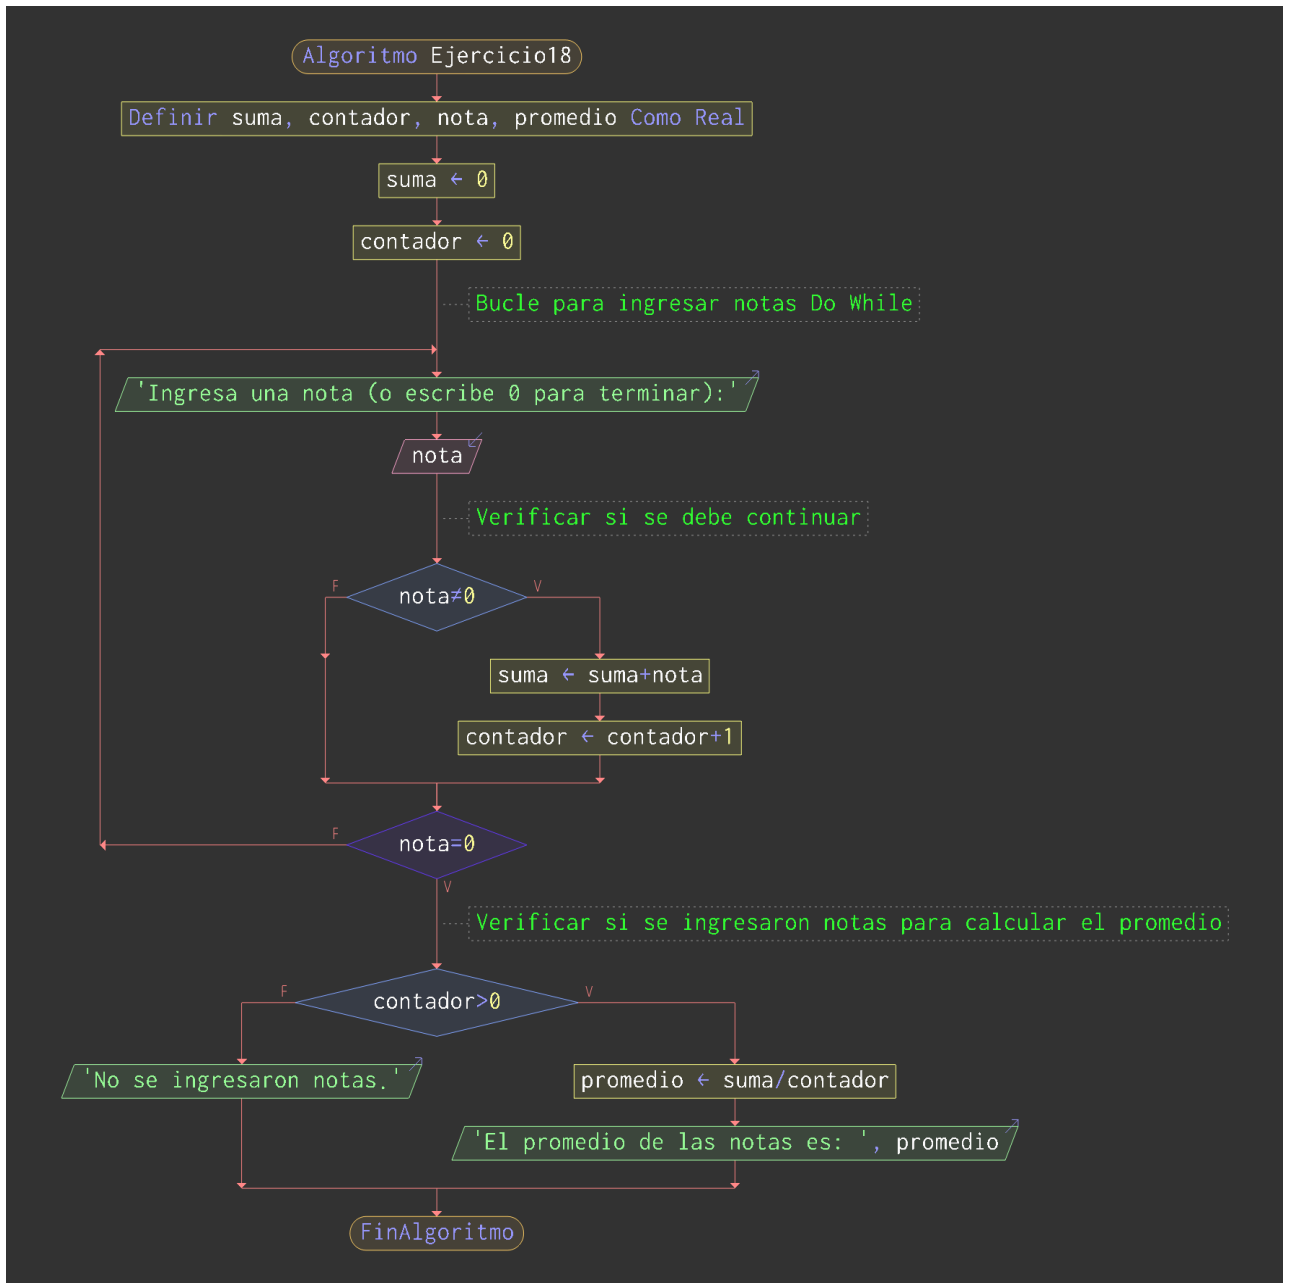 Algoritmo Ejercicio18
Definir suma, contador, nota, promedio Como Real
suma ← 0
contador ← 0
Bucle para ingresar notas Do While
'Ingresa una nota (o escribe 0 para terminar):'
nota
Verificar si se debe continuar
F
V
nota≠0
suma ← suma+nota
contador ← contador+1
F
nota=0
V
Verificar si se ingresaron notas para calcular el promedio
F
V
contador>0
'No se ingresaron notas.'
promedio ← suma/contador
'El promedio de las notas es: ', promedio
FinAlgoritmo